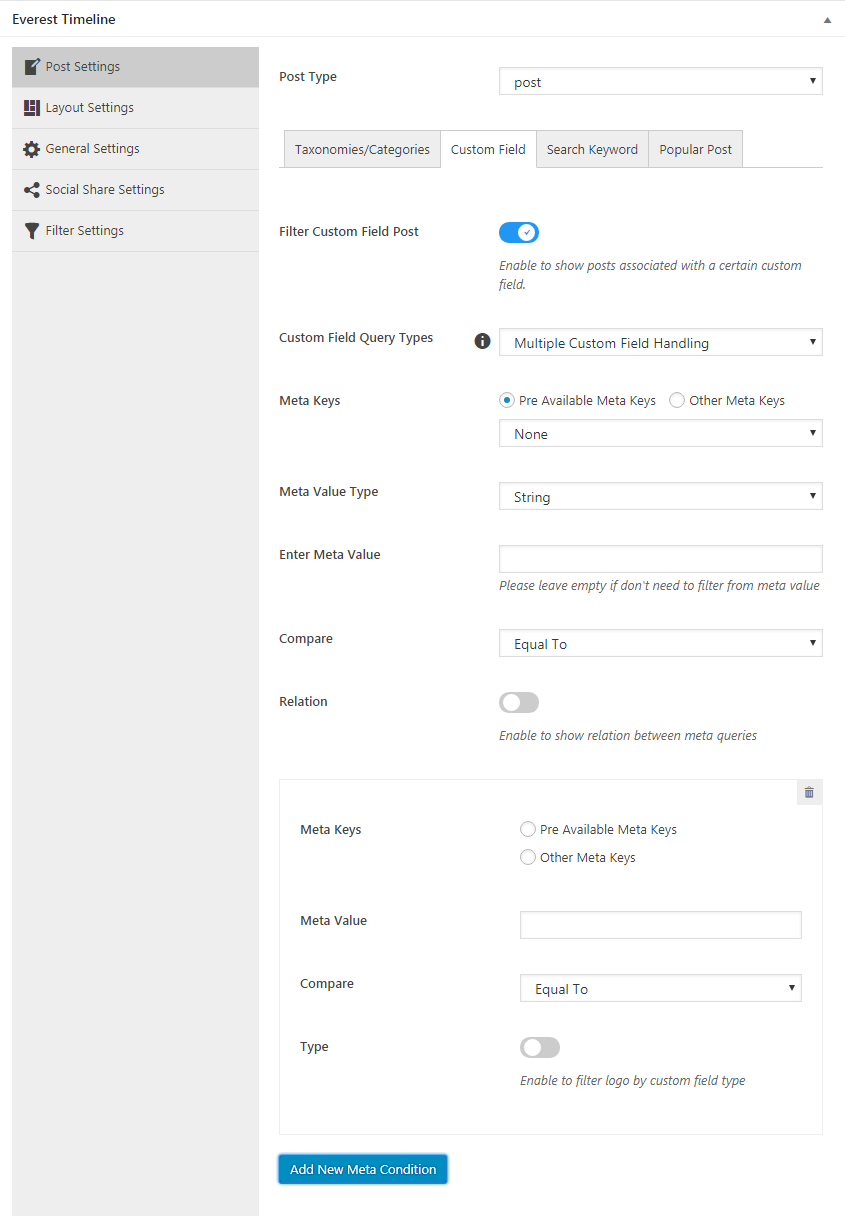 Everest Timeline
Post Settings
Layout Settings
General Settings
Social Share Settings
Filter Settings
Post Type
post
Taxonomies/Categories
Custom Field
Search Keyword
Popular Post
Filter Custom Field Post
Enable to show posts associated with a certain custom
field.
Custom Field Query Types
Multiple Custom Field Handling
Meta Keys
Pre Available Meta Keys
Other Meta Keys
None
Meta Value Type
String
Enter Meta Value
Please leave empty if don't need to filter from meta value
Compare
Equal To
Relation
Enable to show relation between meta queries
Meta Keys
Pre Available Meta Keys
Other Meta Keys
Meta Value
Compare
Equal To
Type
Enable to filter logo by custom field type
Add New Meta Condition